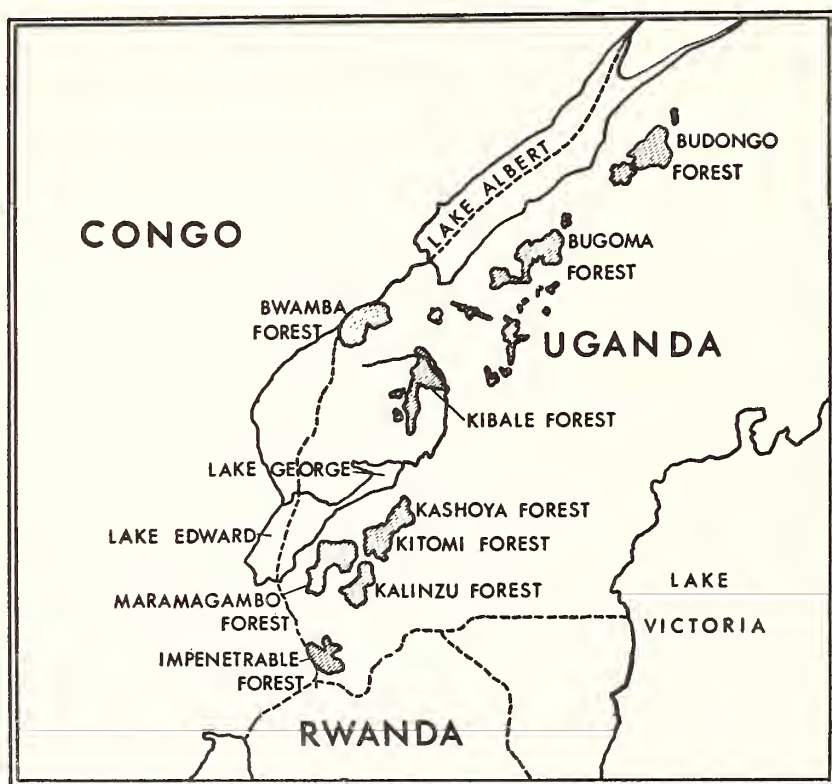 BUDONGO
FOREST
LAKE ALBERT
CONGO
BUGOMA
FOREST
BWAMBA
FOREST
UGANDA
KIBALE FOREST
LAKE GEORGE
KASHOYA FOREST
LAKE EDWARD
KITOMI FOREST
MARAMAGAMBO
FOREST
KALINZU FOREST
LAKE
VICTORIA
IMPENETRABLE
FOREST
RWANDA